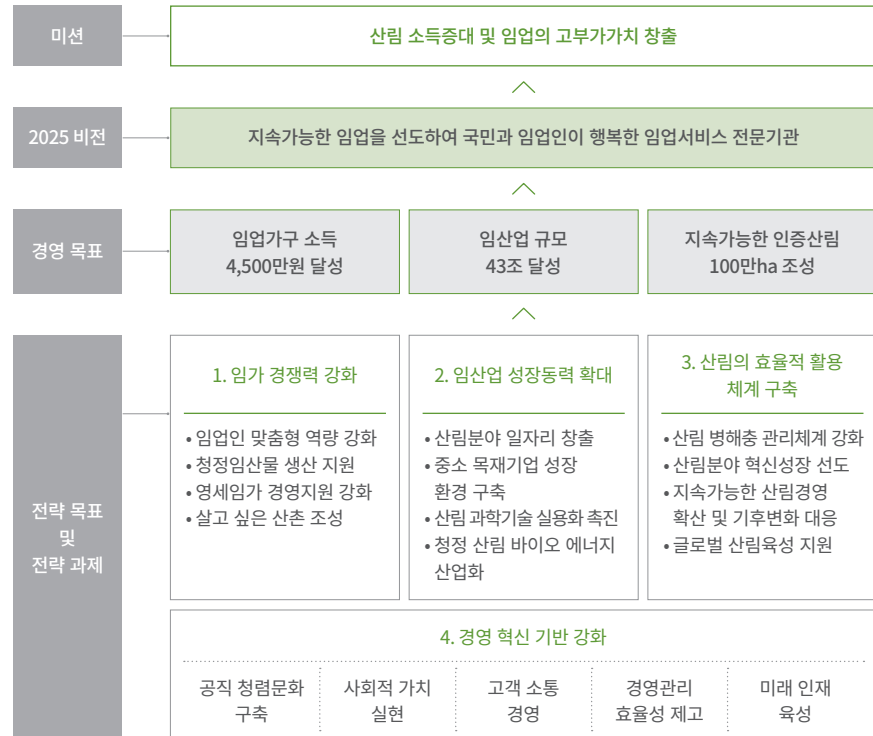 미션
산림 소득증대 및 임업의 고부가가치 창출
2025 비전
지속가능한 임업을 선도하여 국민과 임업인이 행복한 임업서비스 전문기관
경영 목표
임업가구 소득
4,500만원 달성
임산업 규모
43조 달성
지속가능한 인증산림
100만ha 조성
전략 목표
및
전략 과제
1. 임가 경쟁력 강화
• 임업인 맞춤형 역량 강화
• 청정임산물 생산 지원
• 영세임가 경영지원 강화
• 살고 싶은 산촌 조성
2. 임산업 성장동력 확대
• 산림분야 일자리 창출
• 중소 목재기업 성장
환경 구축
• 산림 과학기술 실용화 촉진
• 청정 산림 바이오 에너지
산업화
3. 산림의 효율적 활용
체계 구축
• 산림 병해충 관리체계 강화
• 산림분야 혁신성장 선도
• 지속가능한 산림경영
확산 및 기후변화 대응
• 글로벌 산림육성 지원
4. 경영 혁신 기반 강화
공직 청렴문화
구축
사회적 가치
실현
고객 소통
경영
경영관리
효율성 제고
미래 인재
육성